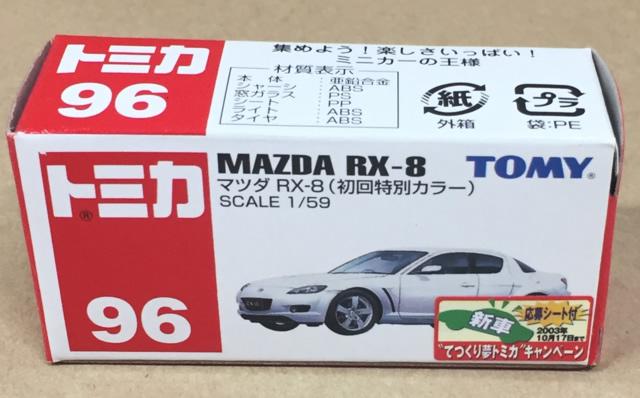 トミカ
96
集めよう！楽しさいっぱい！
ミニカーの王様
材質表示
本体：亜鉛合金
シャーシ：ABS
窓ガラス：PS
シート：PP
ライト：ABS
タイヤ：ABS
紙
外箱
プラ
袋:PE
トミカ®
96
MAZDA RX-8
マツダ RX-8（初回特別カラー）
SCALE 1/59
TOMY®
新車
応募シート付
2003年
10月17日まで
“てつくり夢トミカ”キャンペーン